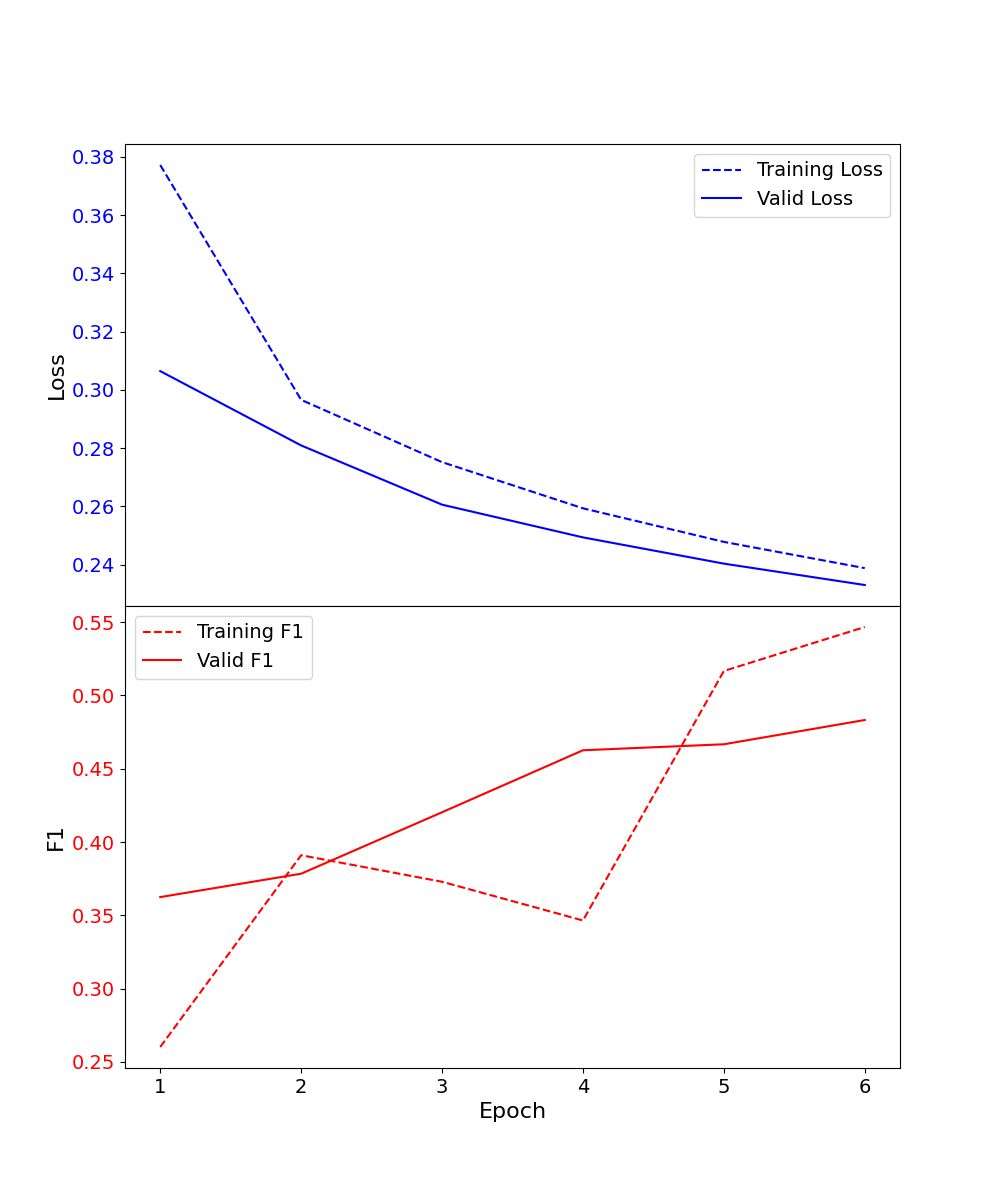 0.38
0.36
0.34
0.32
0.30
0.28
0.26
0.24
Loss
Training Loss
Valid Loss
0.55
0.50
0.45
0.40
0.35
0.30
0.25
F1
Training F1
Valid F1
1 2 3 4 5 6
Epoch